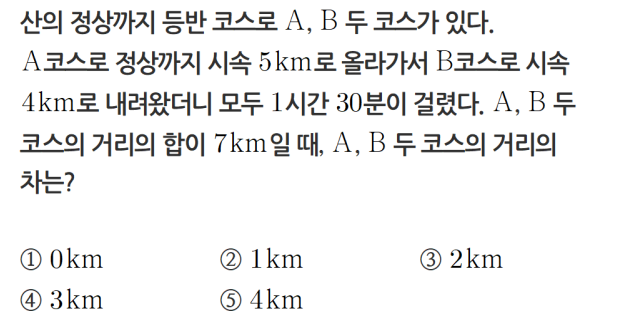 산의 정상까지 등반 코스로 A, B 두 코스가 있다.
A코스로 정상까지 시속 5km로 올라가서 B코스로 시속
4km로 내려왔더니 모두 1시간 30분이 걸렸다. A, B 두
코스의 거리의 합이 7km일 때, A, B 두 코스의 거리의
차는?
① 0km ② 1km ③ 2km
④ 3km ⑤ 4km